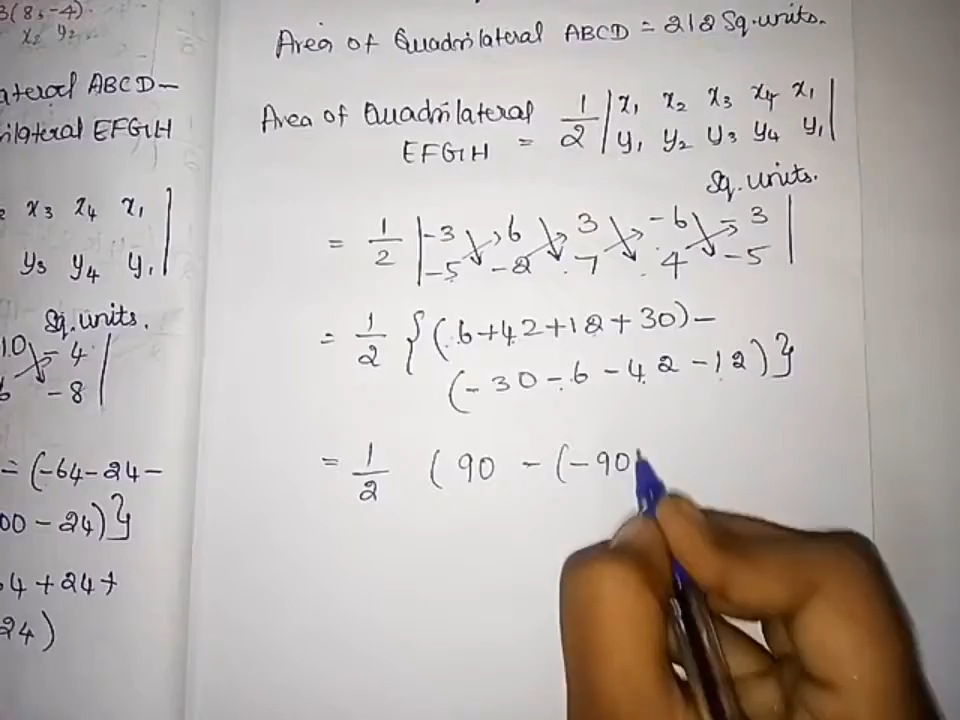 3(8,-4)
x₂ y₂
ateral ABCD-
rilateral EFGH
x₃ x₄ x₁ |
y₃ y₄ y₁ |
Sq.units.
10 -4 |
-8 |
= (-64-24-
00-24)}
4+24+
24)
Area of Quadrilateral ABCD = 212 Sq.units.
Area of Quadrilateral EFGH = 1/2 | x₁ x₂ x₃ x₄ x₁ |
| y₁ y₂ y₃ y₄ y₁ |
Sq.units.
= 1/2 | -3 6 3 -6 -3 |
| -5 -2 7 4 -5 |
= 1/2 {(6+42+12+30)-
(-30-6-42-12)}
= 1/2 (90 - (-90)